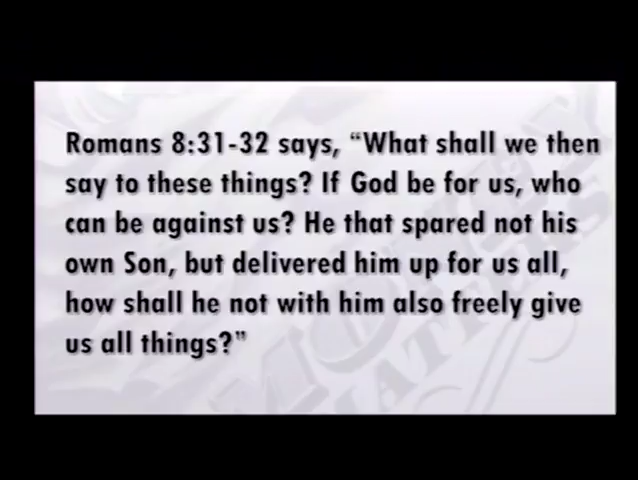 Romans 8:31-32 says, “What shall we then
say to these things? If God be for us, who
can be against us? He that spared not his
own Son, but delivered him up for us all,
how shall he not with him also freely give
us all things?”
MONEY
MATTERS